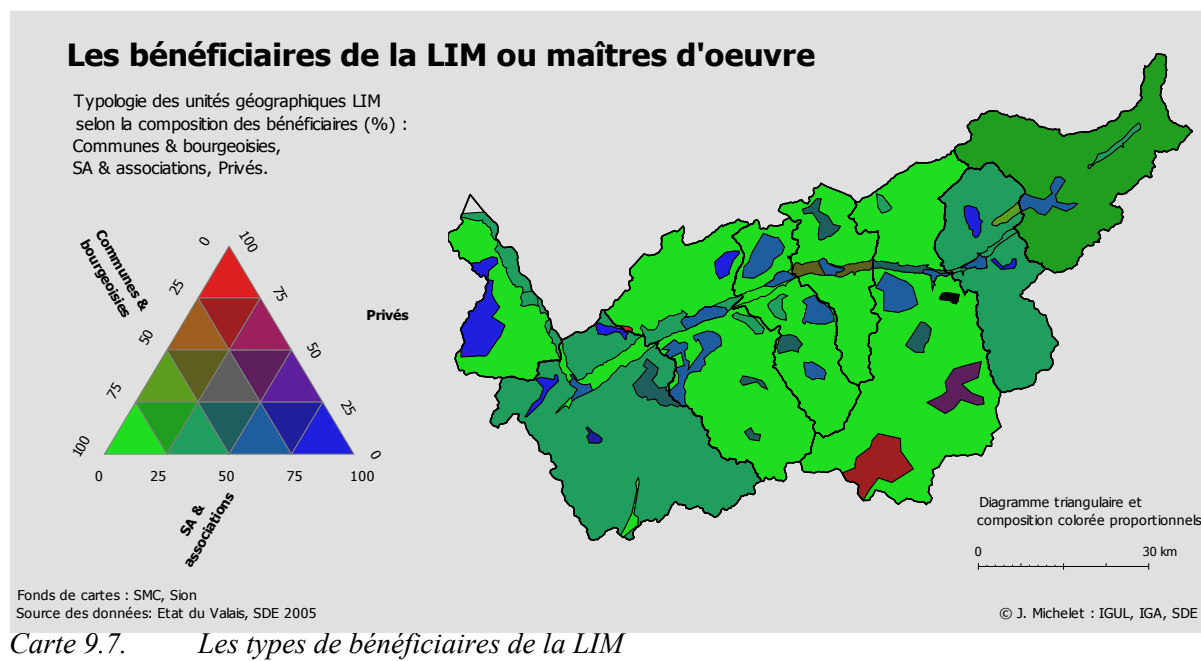 Les bénéficiaires de la LIM ou maîtres d'oeuvre
Typologie des unités géographiques LIM
selon la composition des bénéficiaires (%) :
Communes & bourgeoisies,
SA & associations, Privés.
Communes &
bourgeoisies
0
25
50
75
100
100
75
50
25
0
Privés
0
25
50
75
100
SA &
associations
Diagramme triangulaire et
composition colorée proportionnels
0
30 km
Fonds de cartes : SMC, Sion
Source des données: Etat du Valais, SDE 2005
© J. Michelet : IGUL, IGA, SDE
Carte 9.7. Les types de bénéficiaires de la LIM